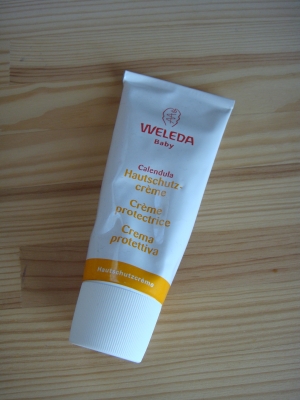 WELEDA
Baby
Calendula
Hautschutz-
crème
Crème
protectrice
Crema
protettiva
Hautschutzcrème